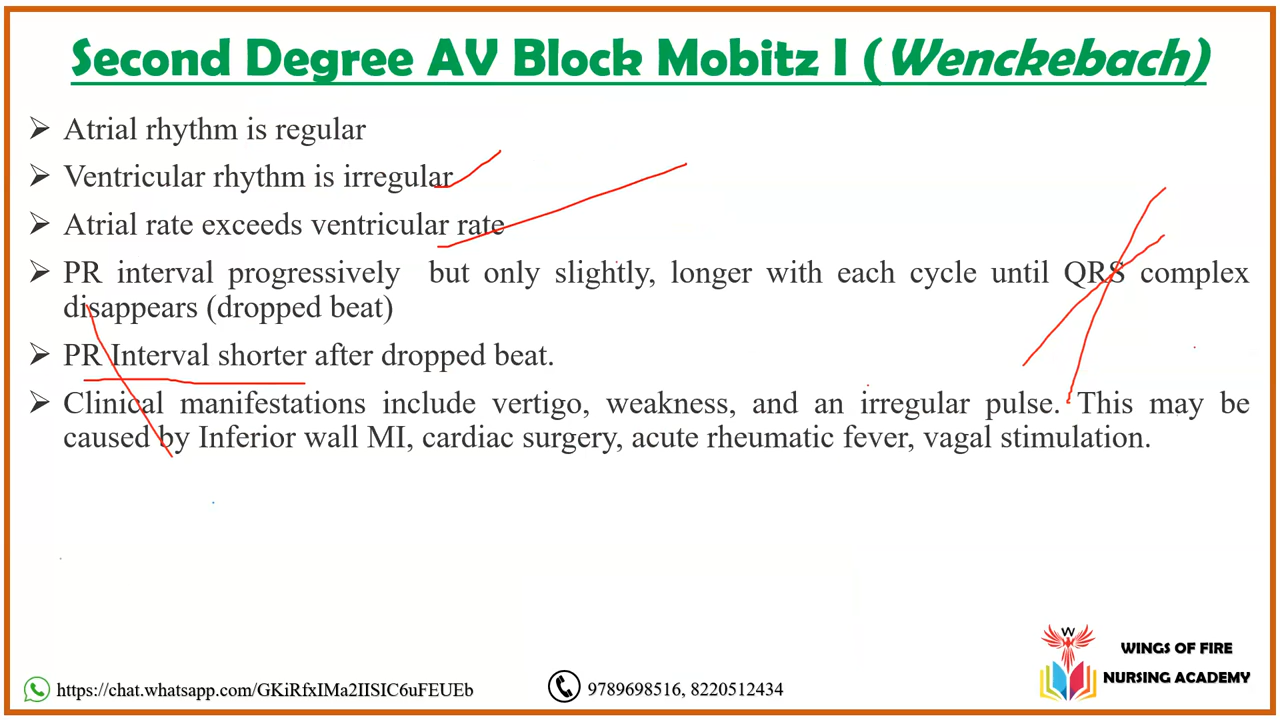 Second Degree AV Block Mobitz I (Wenckebach)
➢ Atrial rhythm is regular
➢ Ventricular rhythm is irregular
➢ Atrial rate exceeds ventricular rate
➢ PR interval progressively but only slightly, longer with each cycle until QRS complex
disappears (dropped beat)
➢ PR Interval shorter after dropped beat.
➢ Clinical manifestations include vertigo, weakness, and an irregular pulse. This may be
caused by Inferior wall MI, cardiac surgery, acute rheumatic fever, vagal stimulation.
W
WINGS OF FIRE
NURSING ACADEMY
https://chat.whatsapp.com/GKiRfxIMa2IISIC6uFEUEb
9789698516, 8220512434